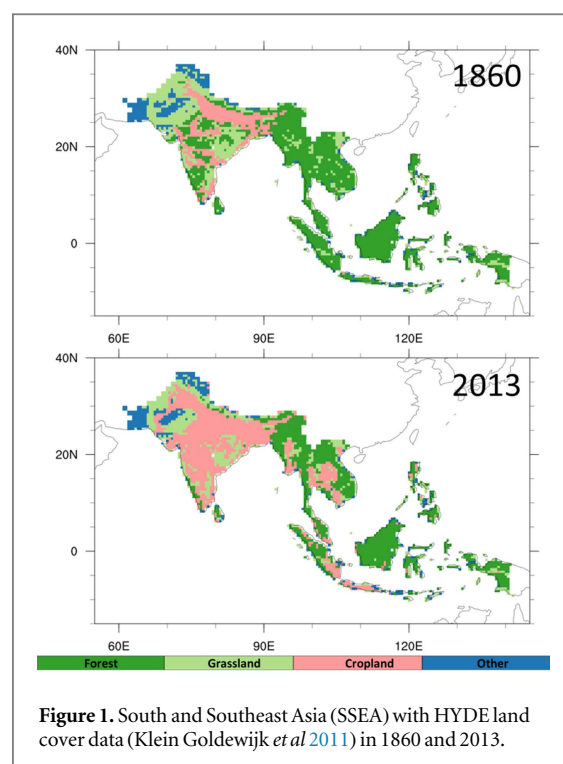 40N
1860
20N
0
60E 90E 120E
40N
2013
20N
0
60E 90E 120E
Forest Grassland Cropland Other
Figure 1. South and Southeast Asia (SSEA) with HYDE land
cover data (Klein Goldewijk et al 2011) in 1860 and 2013.